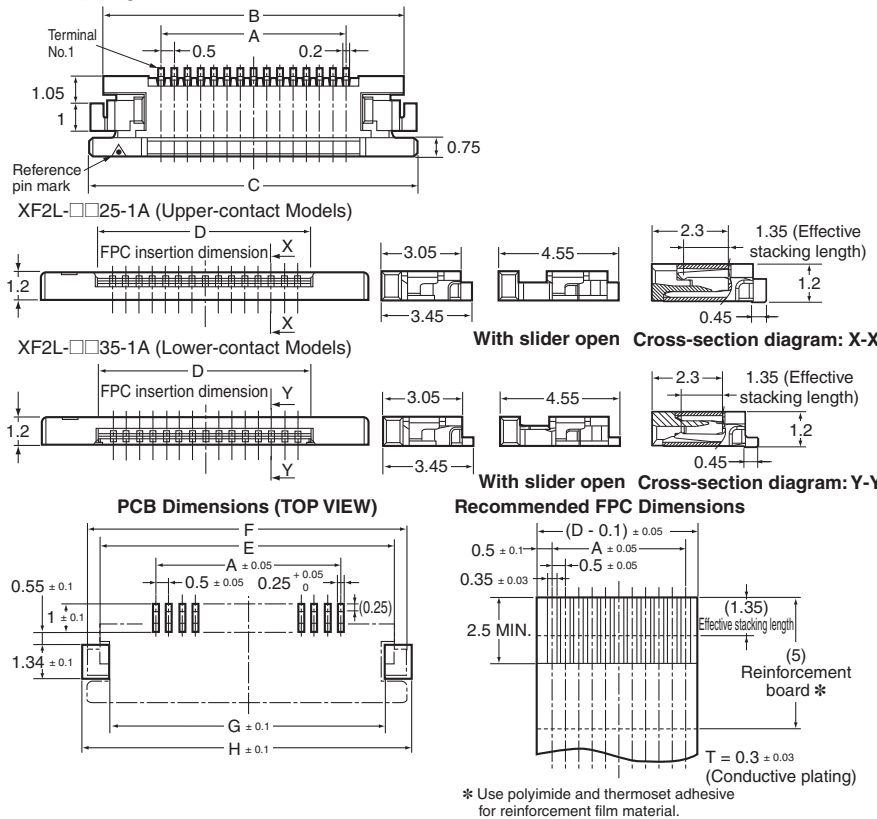 B
A
Terminal
No.1
0.5
0.2
1.05
1
0.75
Reference
pin mark
C
XF2L-□□25-1A (Upper-contact Models)
D
FPC insertion dimension
X
1.2
X
3.05
3.45
4.55
With slider open
2.3
1.35 (Effective
stacking length)
1.2
0.45
Cross-section diagram: X-X
XF2L-□□35-1A (Lower-contact Models)
D
FPC insertion dimension
Y
1.2
Y
3.05
3.45
4.55
With slider open
2.3
1.35 (Effective
stacking length)
1.2
0.45
Cross-section diagram: Y-Y
PCB Dimensions (TOP VIEW)
F
E
A ± 0.05
0.5 ± 0.05
0.25 +0.05 0
0.55 ± 0.1
1 ± 0.1
(0.25)
1.34 ± 0.1
G ± 0.1
H ± 0.1
Recommended FPC Dimensions
(D - 0.1) ± 0.05
0.5 ± 0.1
A ± 0.05
0.5 ± 0.05
0.35 ± 0.03
2.5 MIN.
(1.35)
Effective stacking length
(5)
Reinforcement
board ✻
T = 0.3 ± 0.03
(Conductive plating)
✻ Use polyimide and thermoset adhesive
for reinforcement film material.